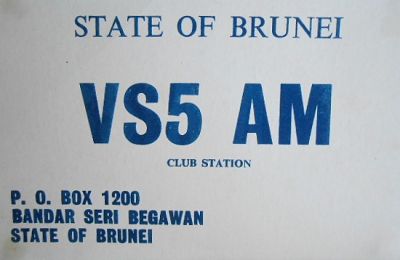 STATE OF BRUNEI
VS5 AM
CLUB STATION
P. O. BOX 1200
BANDAR SERI BEGAWAN
STATE OF BRUNEI